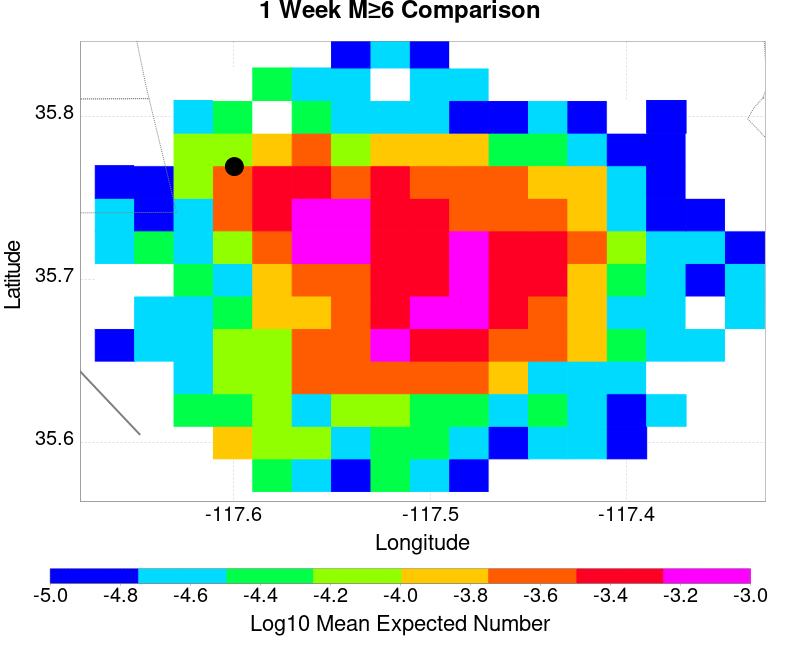 1 Week M≥6 Comparison
35.8
35.7
35.6
Latitude
-117.6 -117.5 -117.4
Longitude
-5.0 -4.8 -4.6 -4.4 -4.2 -4.0 -3.8 -3.6 -3.4 -3.2 -3.0
Log10 Mean Expected Number